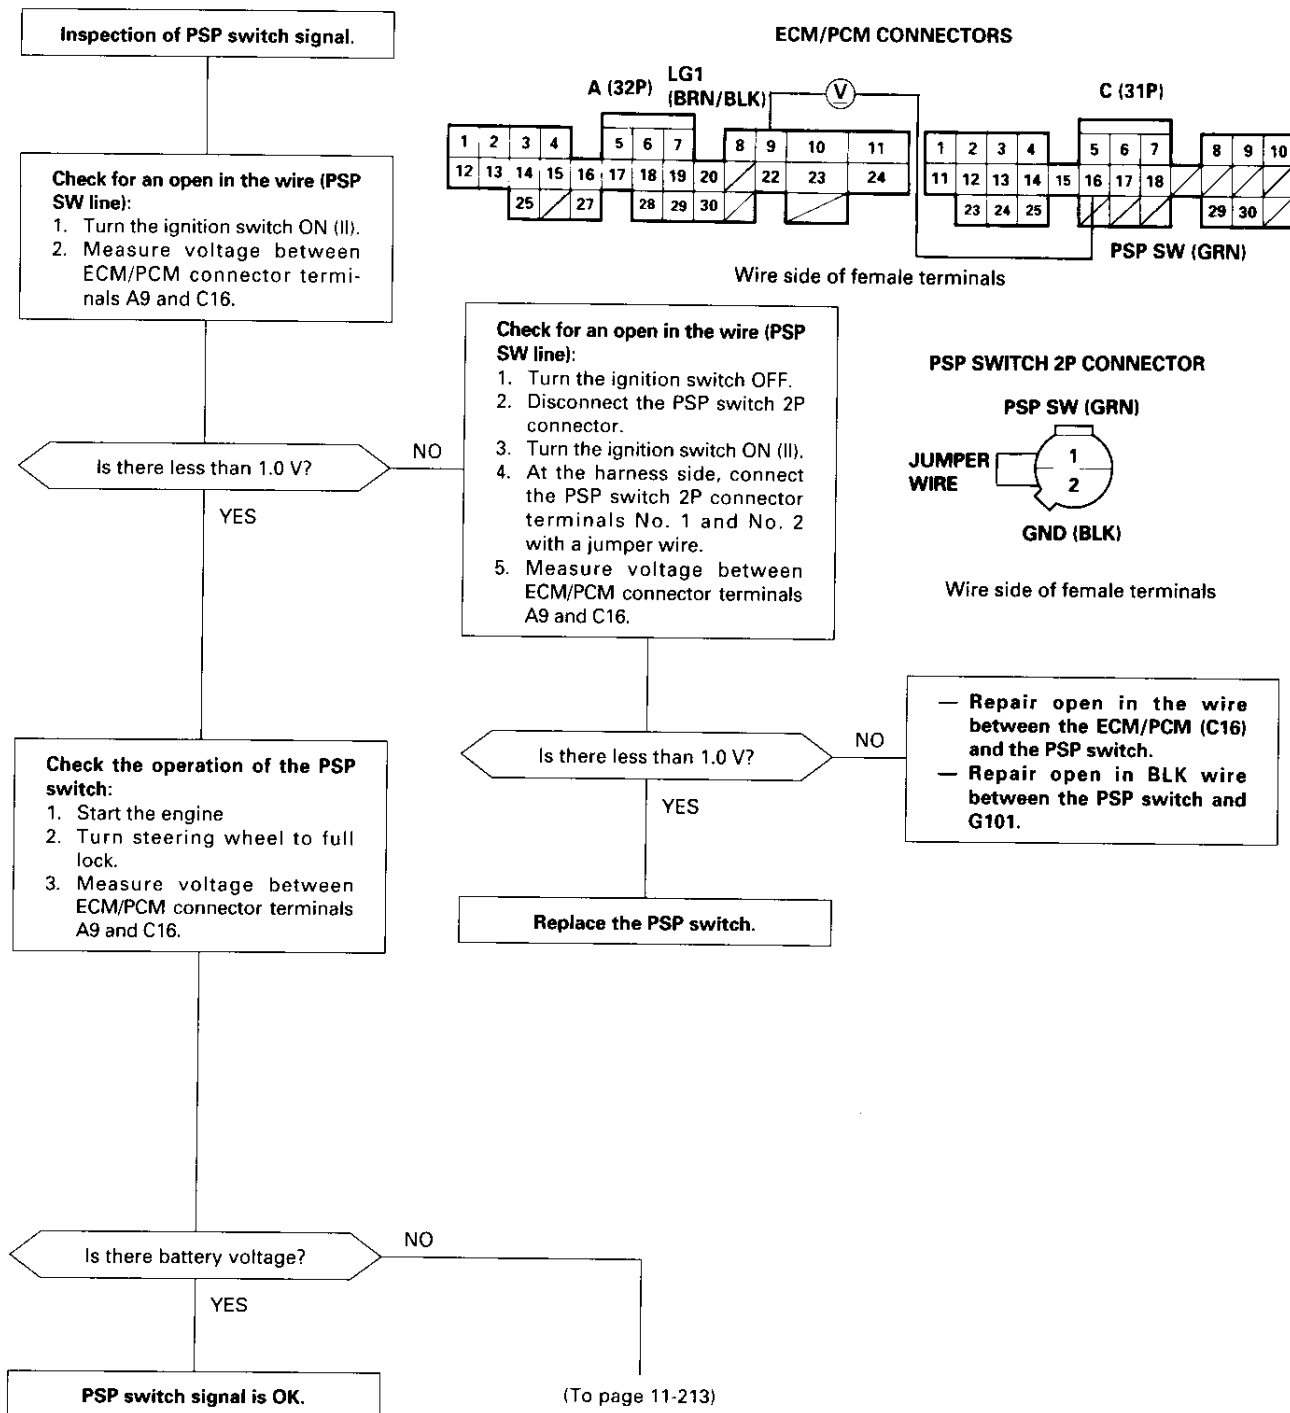 Inspection of PSP switch signal.
Check for an open in the wire (PSP
SW line):
1. Turn the ignition switch ON (II).
2. Measure voltage between
ECM/PCM connector termi-
nals A9 and C16.
Is there less than 1.0 V?
NO
YES
Check the operation of the PSP
switch:
1. Start the engine
2. Turn steering wheel to full
lock.
3. Measure voltage between
ECM/PCM connector terminals
A9 and C16.
Is there battery voltage?
NO
YES
PSP switch signal is OK.
(To page 11-213)
Check for an open in the wire (PSP
SW line):
1. Turn the ignition switch OFF.
2. Disconnect the PSP switch 2P
connector.
3. Turn the ignition switch ON (II).
4. At the harness side, connect
the PSP switch 2P connector
terminals No. 1 and No. 2
with a jumper wire.
5. Measure voltage between
ECM/PCM connector terminals
A9 and C16.
Is there less than 1.0 V?
NO
YES
Replace the PSP switch.
— Repair open in the wire
between the ECM/PCM (C16)
and the PSP switch.
— Repair open in BLK wire
between the PSP switch and
G101.
ECM/PCM CONNECTORS
A (32P)
LG1
(BRN/BLK)
V
C (31P)
1 2 3 4 5 6 7 8 9 10 11
12 13 14 15 16 17 18 19 20 22 23 24
25 27 28 29 30
1 2 3 4 5 6 7 8 9 10
11 12 13 14 15 16 17 18
23 24 25 29 30
PSP SW (GRN)
Wire side of female terminals
PSP SWITCH 2P CONNECTOR
PSP SW (GRN)
JUMPER
WIRE
1
2
GND (BLK)
Wire side of female terminals